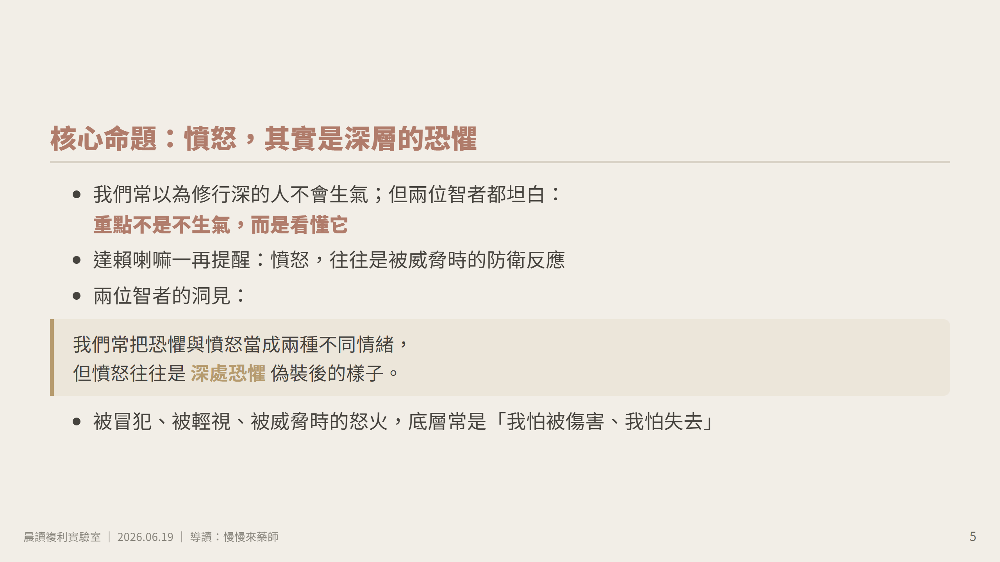 核心命題：憤怒，其實是深層的恐懼
• 我們常以為修行深的人不會生氣；但兩位智者都坦白：
重點不是不生氣，而是看懂它
• 達賴喇嘛一再提醒：憤怒，往往是被威脅時的防衛反應
• 兩位智者的洞見：
我們常把恐懼與憤怒當成兩種不同情緒，
但憤怒往往是 深處恐懼 偽裝後的樣子。
• 被冒犯、被輕視、被威脅時的怒火，底層常是「我怕被傷害、我怕失去」
晨讀複利實驗室｜2026.06.19｜導讀：慢慢來藥師
5